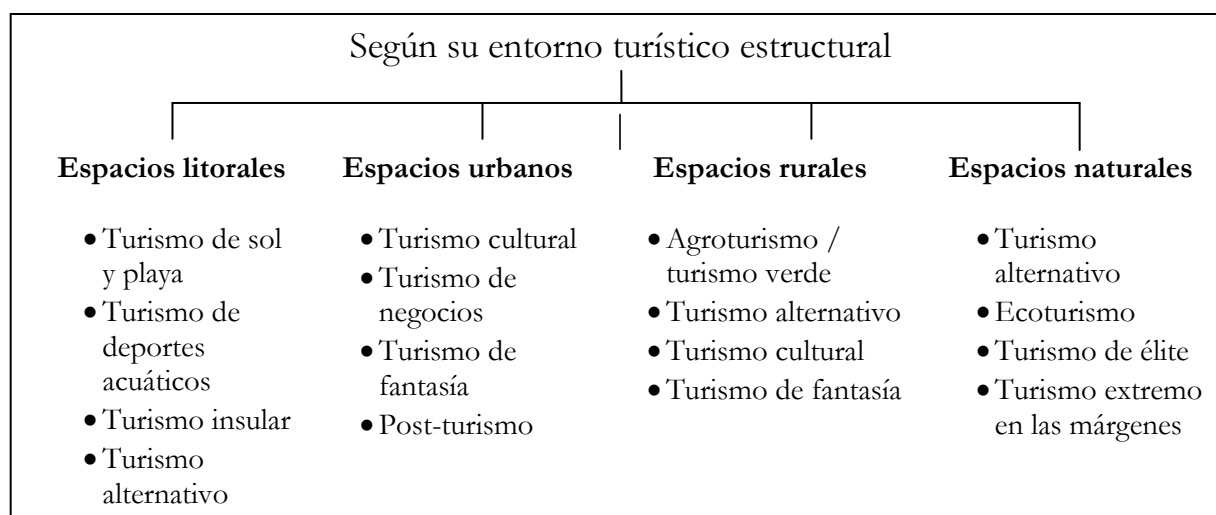 Según su entorno turístico estructural
Espacios litorales
• Turismo de sol
y playa
• Turismo de
deportes
acuáticos
• Turismo insular
• Turismo
alternativo
Espacios urbanos
• Turismo cultural
• Turismo de
negocios
• Turismo de
fantasía
• Post-turismo
Espacios rurales
• Agroturismo /
turismo verde
• Turismo alternativo
• Turismo cultural
• Turismo de fantasía
Espacios naturales
• Turismo
alternativo
• Ecoturismo
• Turismo de élite
• Turismo extremo
en las márgenes